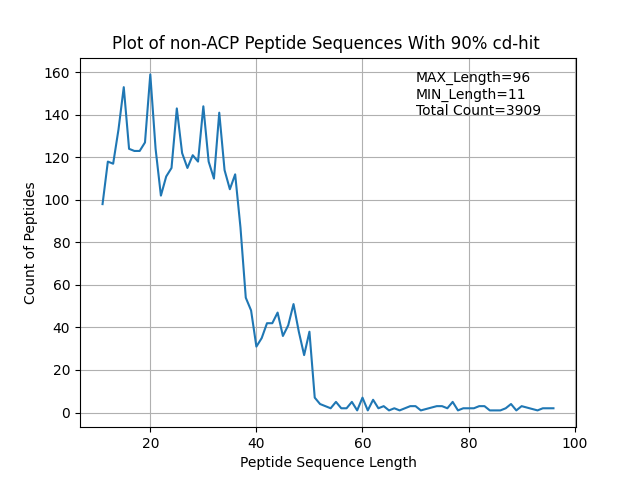 Plot of non-ACP Peptide Sequences With 90% cd-hit
MAX_Length=96
MIN_Length=11
Total Count=3909
160
140
120
100
80
60
40
20
0
Count of Peptides
20 40 60 80 100
Peptide Sequence Length